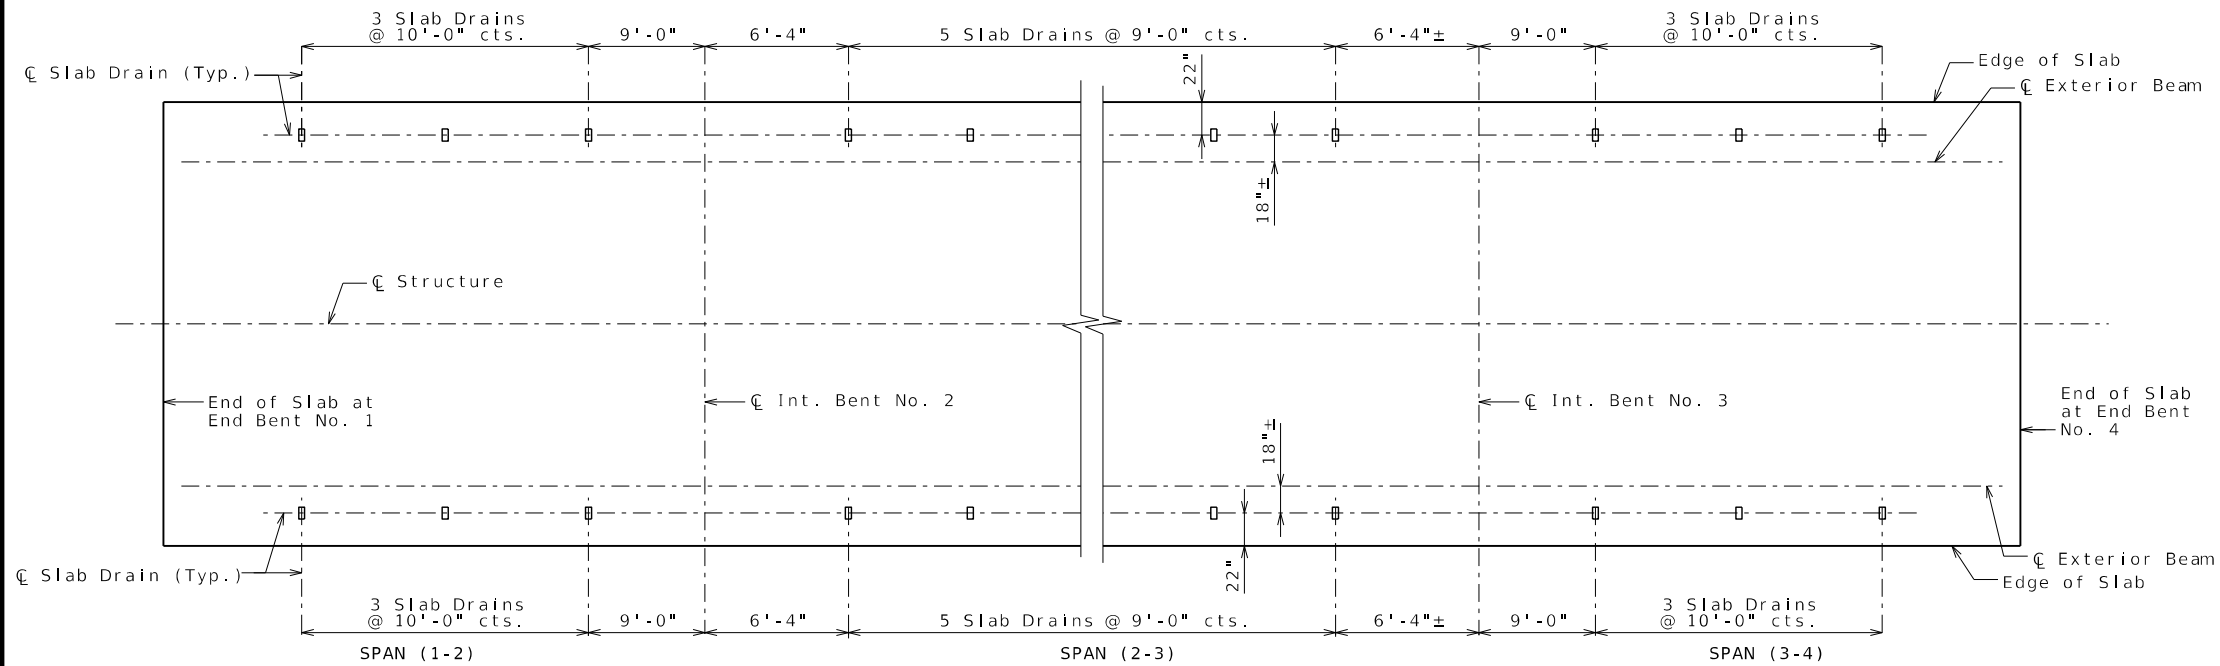 3 Slab Drains
@ 10'-0" cts.
9'-0"
6'-4"
5 Slab Drains @ 9'-0" cts.
6'-4"±
9'-0"
3 Slab Drains
@ 10'-0" cts.
℄ Slab Drain (Typ.)
22"
Edge of Slab
℄ Exterior Beam
18"±
℄ Structure
End of Slab at
End Bent No. 1
℄ Int. Bent No. 2
℄ Int. Bent No. 3
End of Slab
at End Bent
No. 4
18"±
22"
℄ Exterior Beam
Edge of Slab
℄ Slab Drain (Typ.)
3 Slab Drains
@ 10'-0" cts.
9'-0"
6'-4"
5 Slab Drains @ 9'-0" cts.
6'-4"±
9'-0"
3 Slab Drains
@ 10'-0" cts.
SPAN (1-2)
SPAN (2-3)
SPAN (3-4)